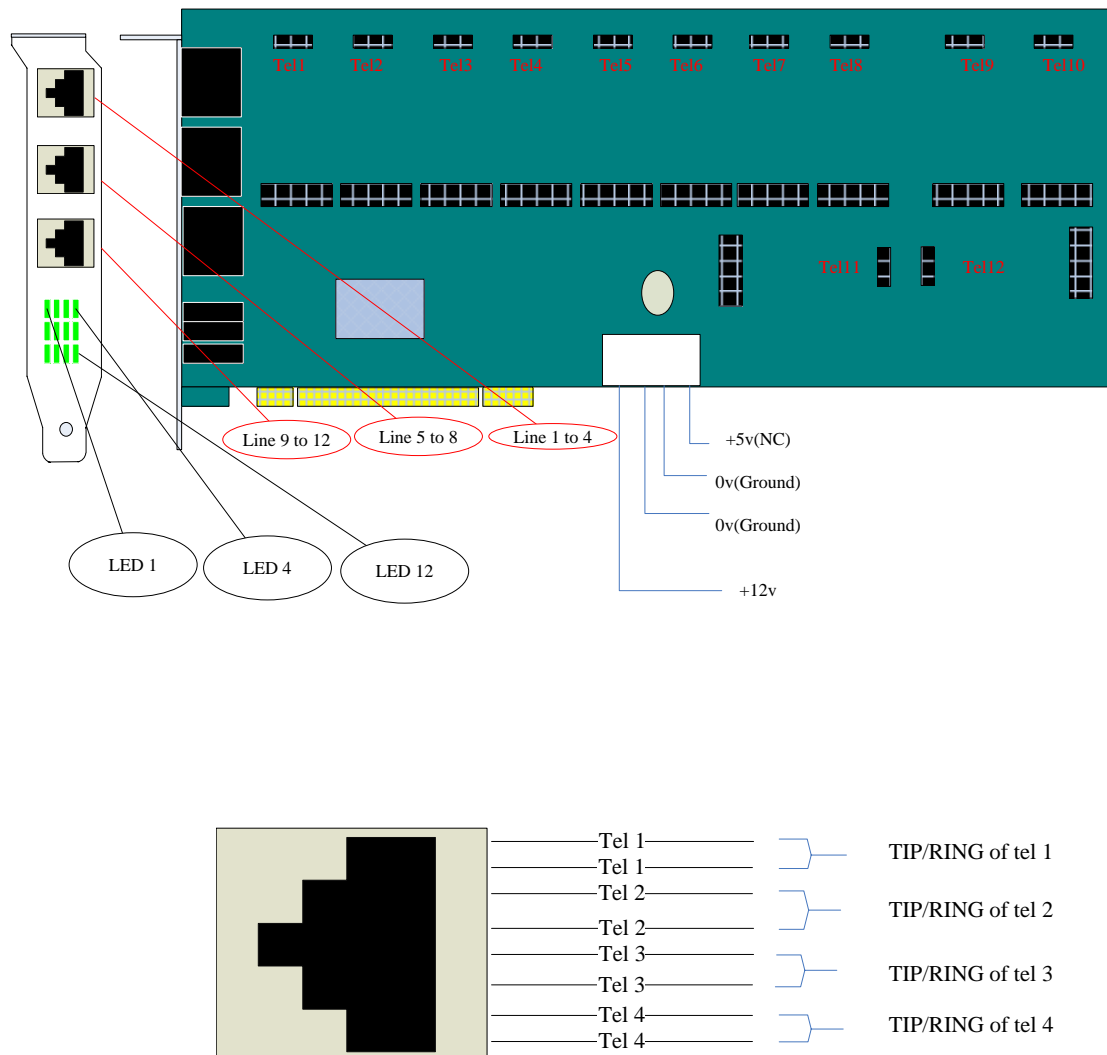 Tel1 Tel2 Tel3 Tel4 Tel5 Tel6 Tel7 Tel8 Tel9 Tel10
Tel11 Tel12
Line 9 to 12 Line 5 to 8 Line 1 to 4
+5v(NC)
0v(Ground)
0v(Ground)
LED 1 LED 4 LED 12
+12v
Tel 1
Tel 1
TIP/RING of tel 1
Tel 2
Tel 2
TIP/RING of tel 2
Tel 3
Tel 3
TIP/RING of tel 3
Tel 4
Tel 4
TIP/RING of tel 4